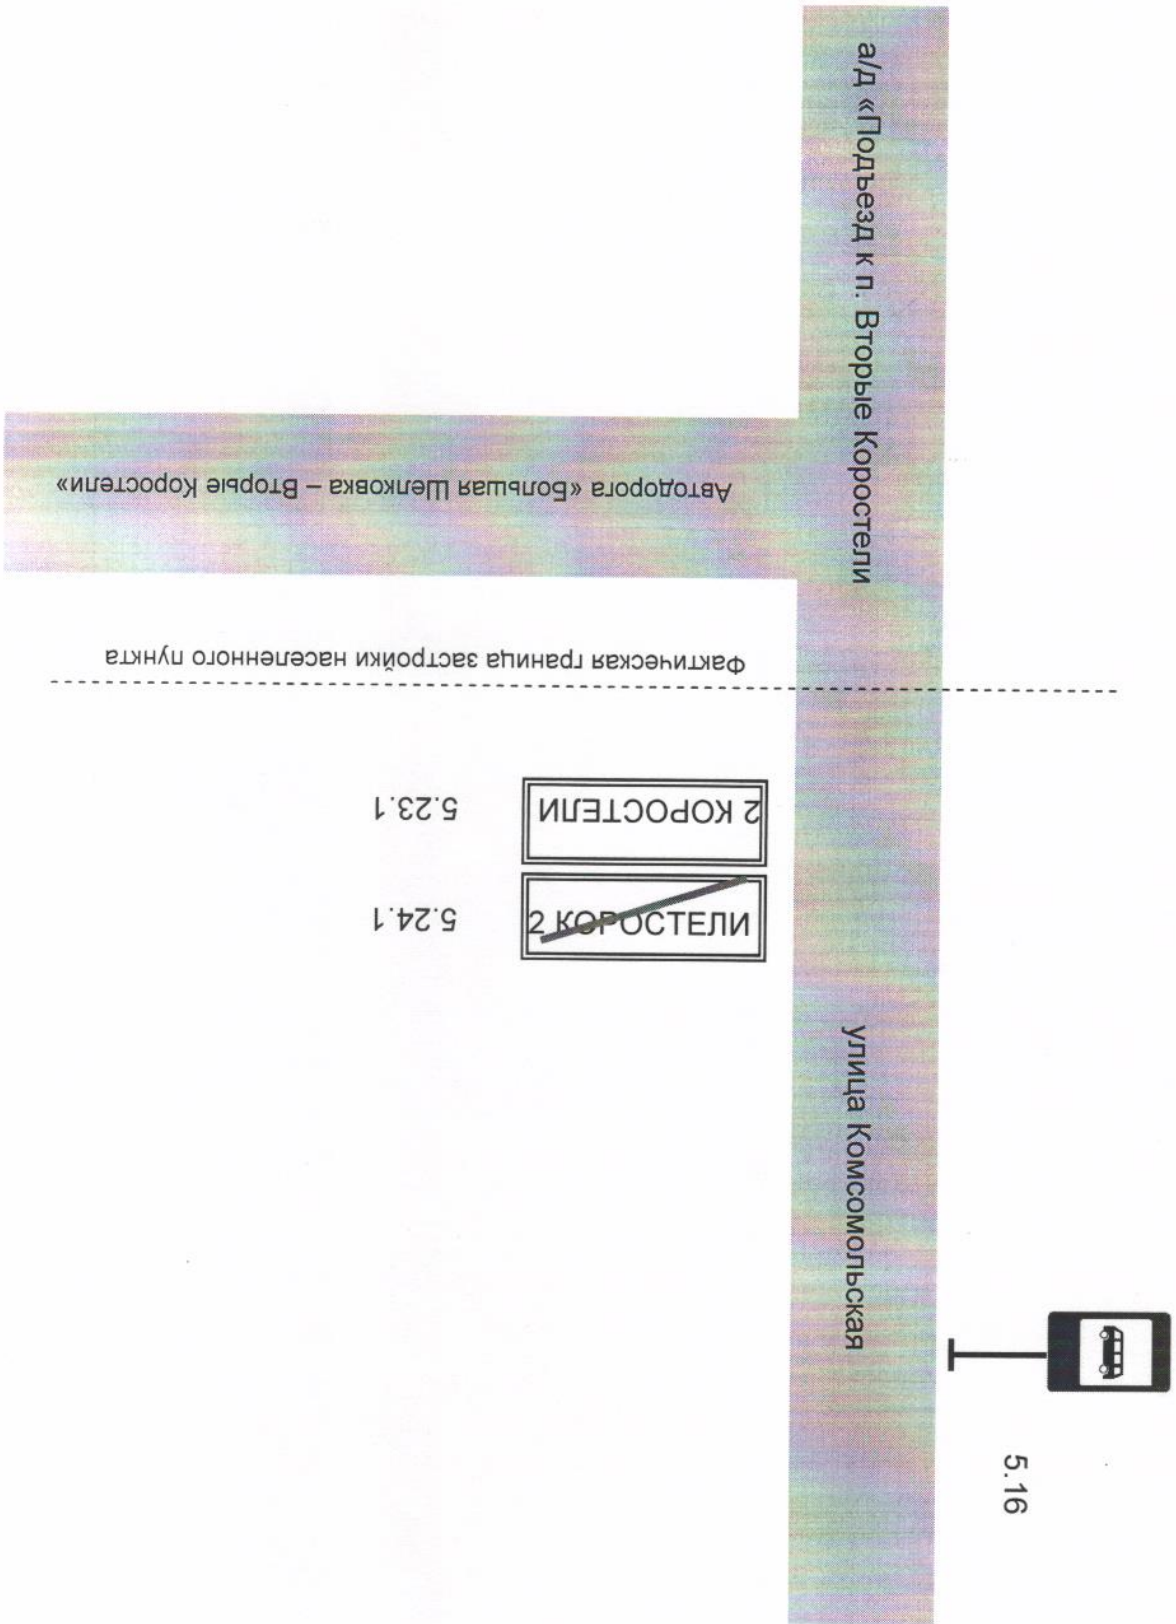 а/д «Подъезд к п. Вторые Коростели
Автодорога «Большая Шелковка – Вторые Коростели»
Фактическая граница застройки населенного пункта
2 КОРОСТЕЛИ
5.23.1
2 КОРОСТЕЛИ
5.24.1
улица Комсомольская
5.16